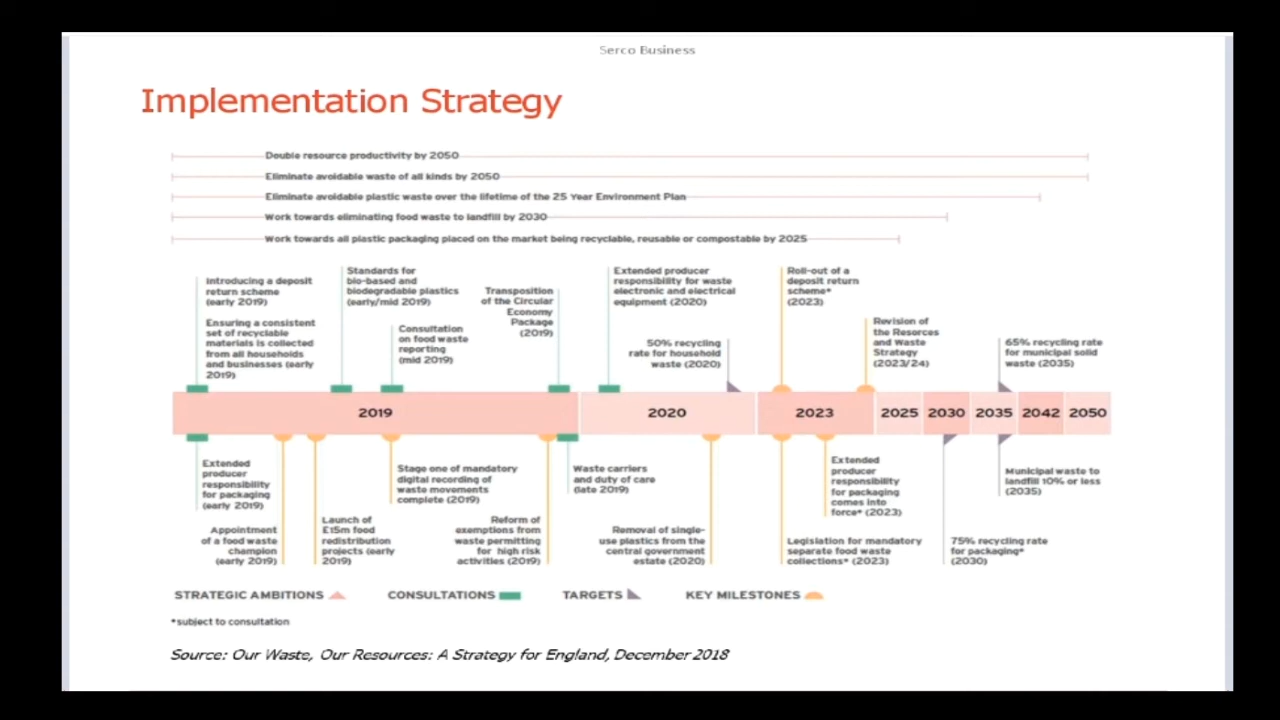 Serco Business
Implementation Strategy
Double resource productivity by 2050
Eliminate avoidable waste of all kinds by 2050
Eliminate avoidable plastic waste over the lifetime of the 25 Year Environment Plan
Work towards eliminating food waste to landfill by 2030
Work towards all plastic packaging placed on the market being recyclable, reusable or compostable by 2025
Introducing a deposit
return scheme
(early 2019)
Ensuring a consistent
set of recyclable
materials is collected
from all households
and businesses (early
2019)
Standards for
bio-based and
biodegradable plastics
(early/mid 2019)
Consultation
on food waste
reporting
(mid 2019)
Transposition
of the Circular
Economy
Package
(2019)
Extended producer
responsibility for waste
electronic and electrical
equipment (2020)
50% recycling
rate for household
waste (2020)
Roll-out of a
deposit return
scheme*
(2023)
Revision of
the Resorces
and Waste
Strategy
(2023/24)
65% recycling rate
for municipal solid
waste (2035)
2019
2020
2023
2025
2030
2035
2042
2050
Extended
producer
responsibility
for packaging
(early 2019)
Appointment
of a food waste
champion
(early 2019)
Launch of
£15m food
redistribution
projects (early
2019)
Stage one of mandatory
digital recording of
waste movements
complete (2019)
Reform of
exemptions from
waste permitting
for high risk
activities (2019)
Waste carriers
and duty of care
(late 2019)
Removal of single-
use plastics from the
central government
estate (2020)
Extended
producer
responsibility
for packaging
comes into
force* (2023)
Legislation for mandatory
separate food waste
collections* (2023)
75% recycling rate
for packaging*
(2030)
Municipal waste to
landfill 10% or less
(2035)
STRATEGIC AMBITIONS
CONSULTATIONS
TARGETS
KEY MILESTONES
*subject to consultation
Source: Our Waste, Our Resources: A Strategy for England, December 2018